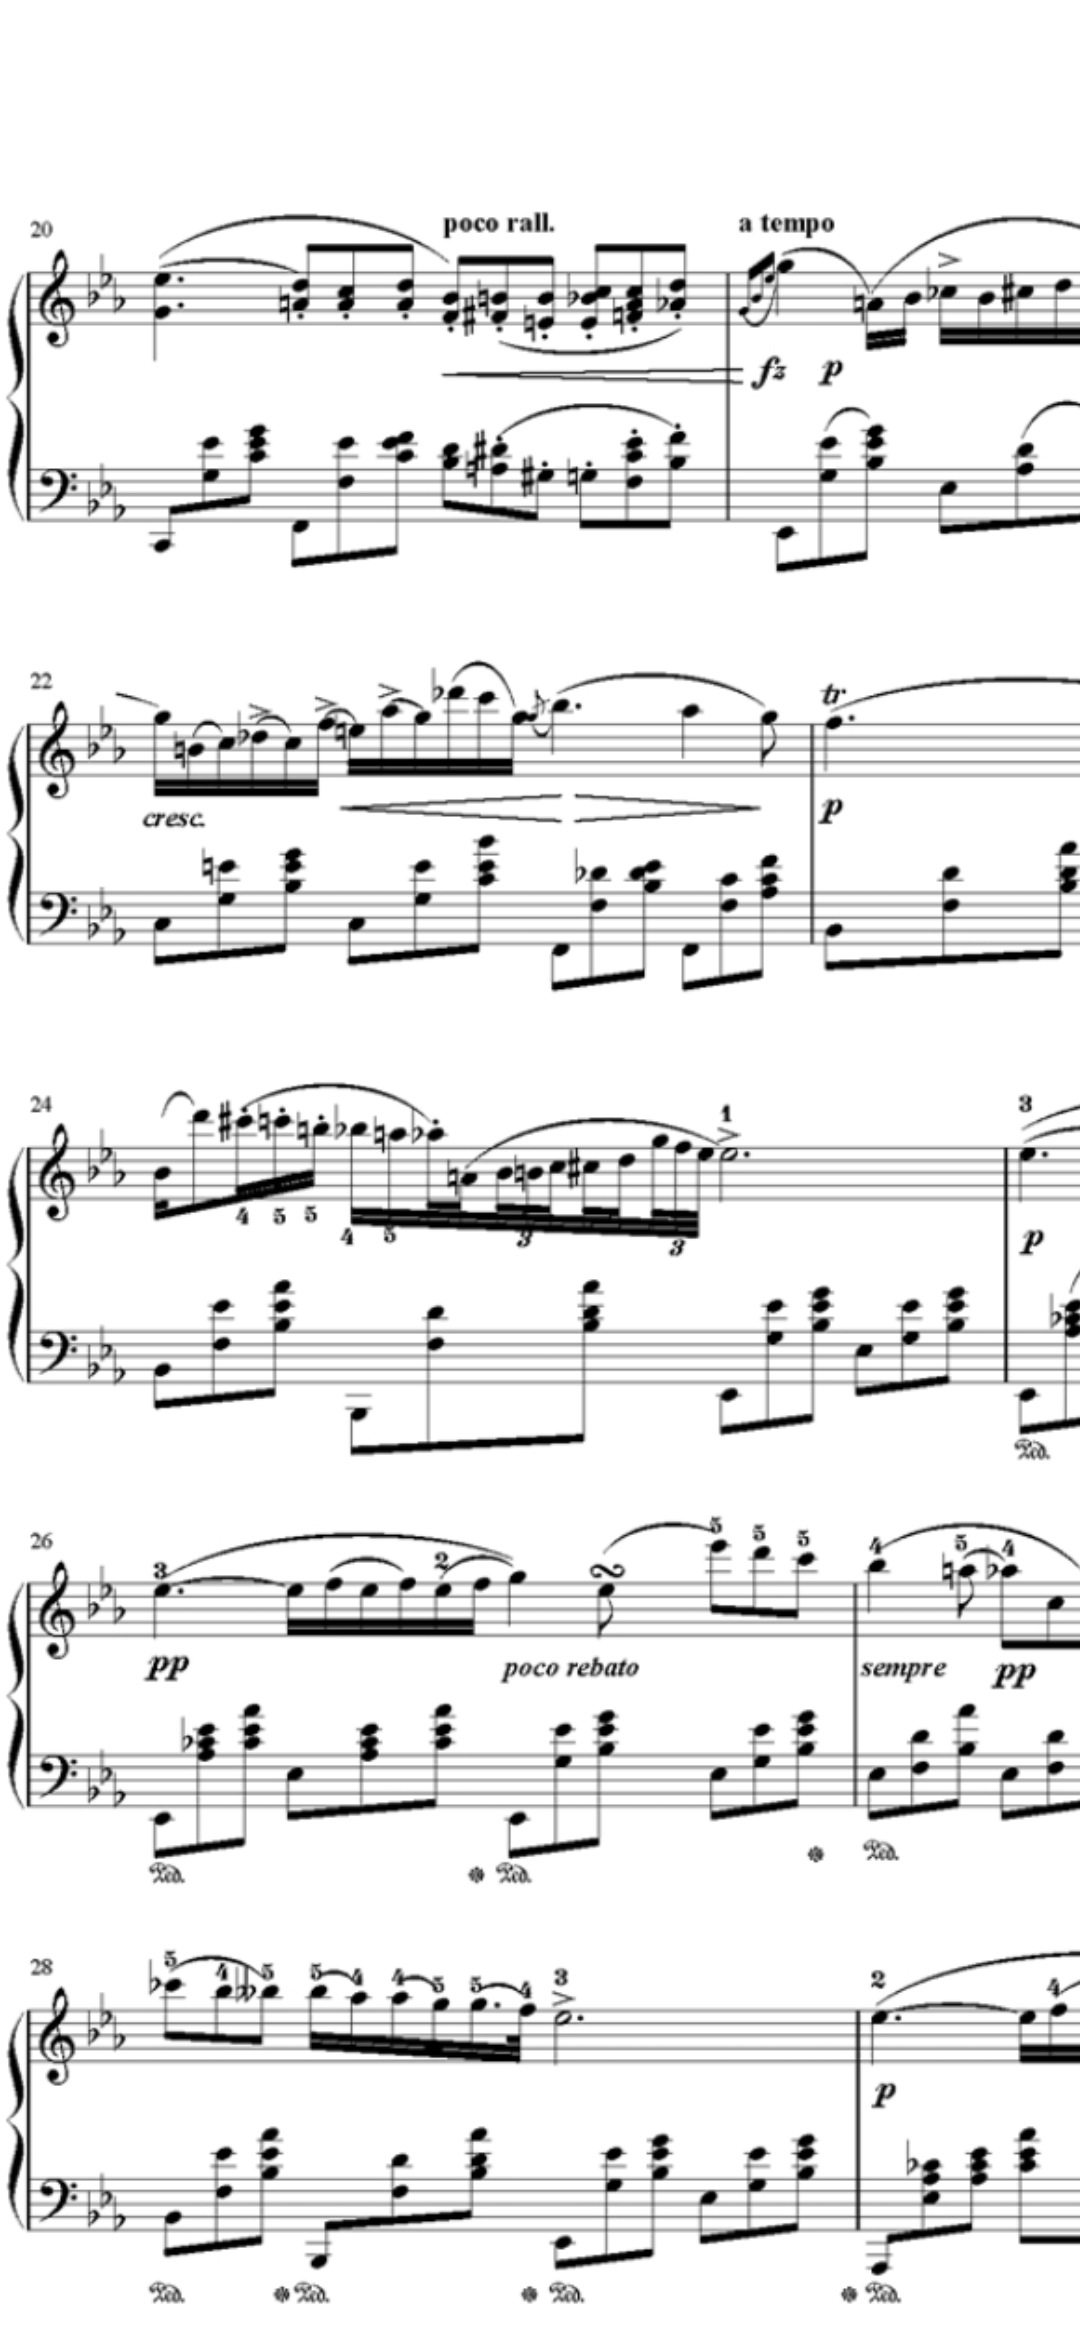 20 poco rall. a tempo
fz p
22 tr
cresc. p
24 1 3
4 5 5 4 5 3 3 p
Ped.
26 3 2 5 5 5 4 5 4
pp poco rebato sempre pp
Ped. * Ped. * Ped.
28 5 4 5 5 4 4 5 5 4 3 2 4
p
Ped. * Ped. * Ped. * Ped.